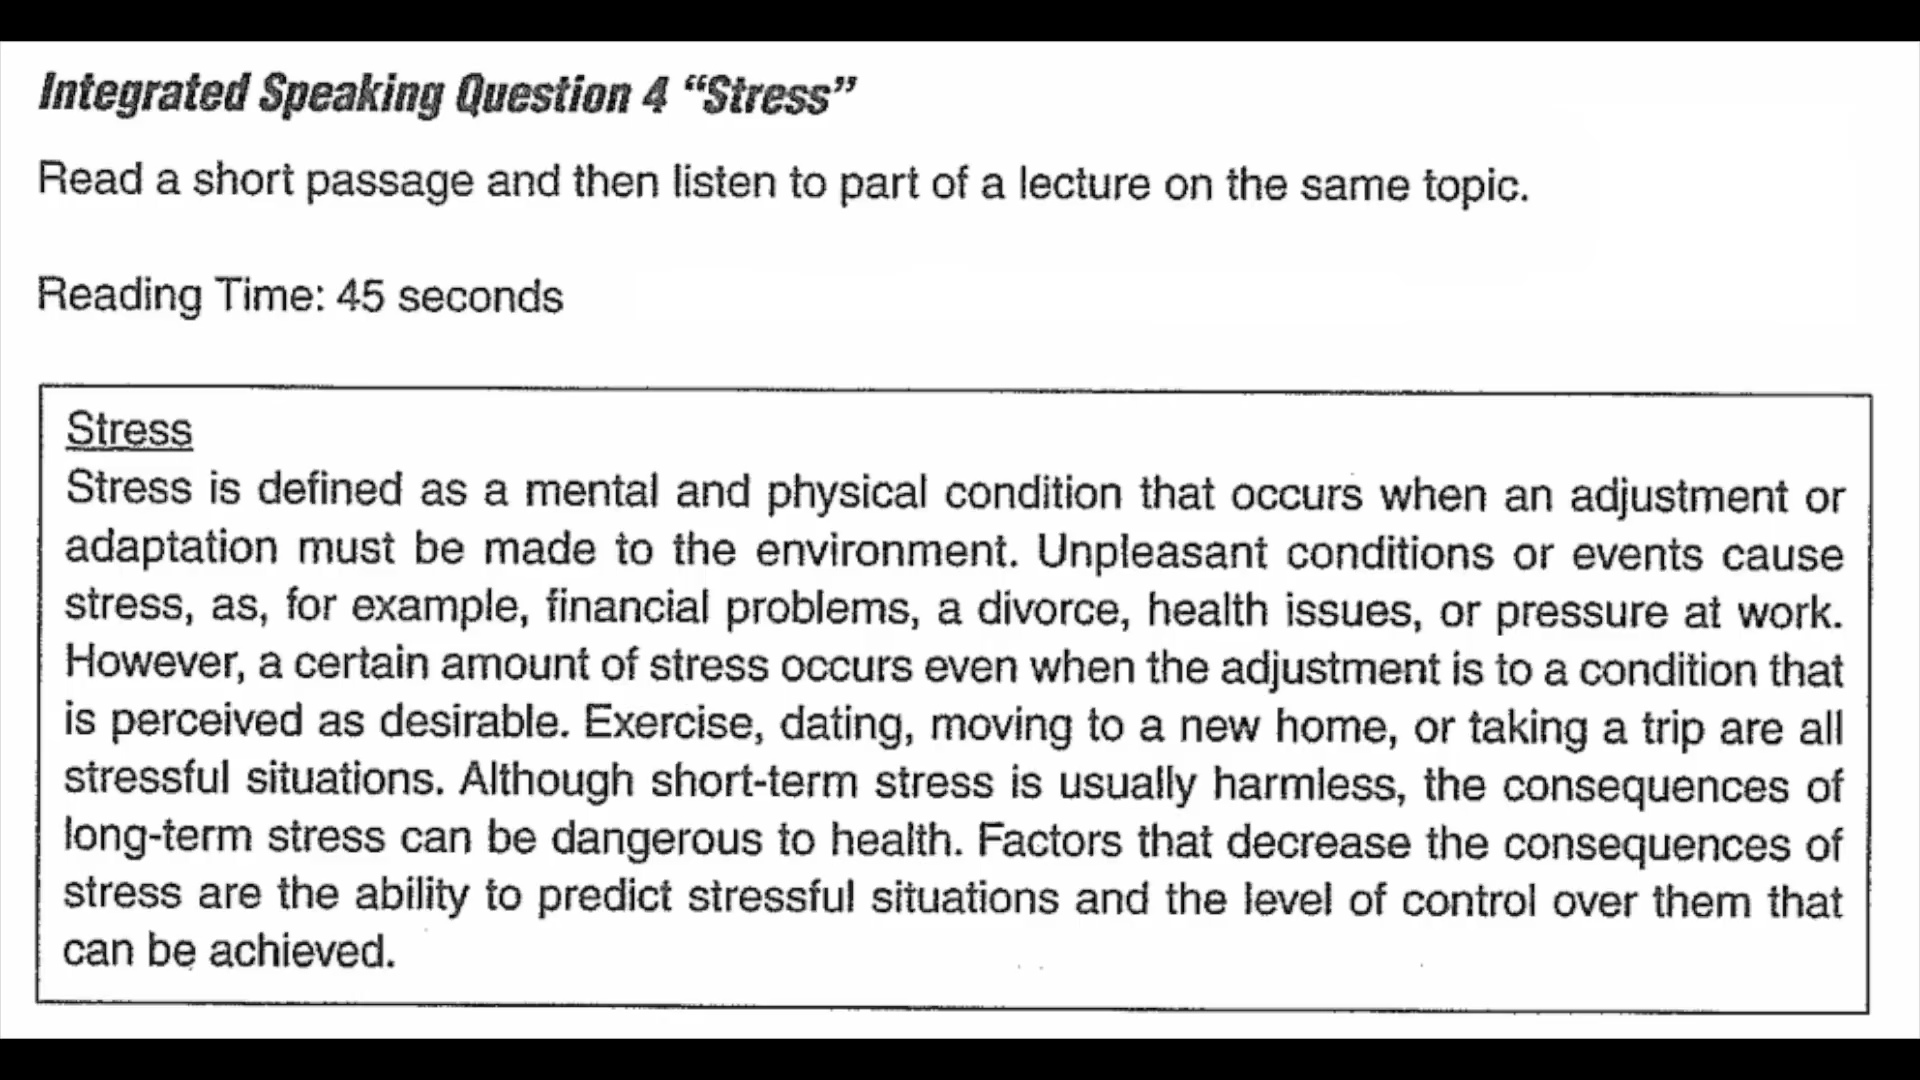 Integrated Speaking Question 4 “Stress”
Read a short passage and then listen to part of a lecture on the same topic.
Reading Time: 45 seconds
Stress
Stress is defined as a mental and physical condition that occurs when an adjustment or
adaptation must be made to the environment. Unpleasant conditions or events cause
stress, as, for example, financial problems, a divorce, health issues, or pressure at work.
However, a certain amount of stress occurs even when the adjustment is to a condition that
is perceived as desirable. Exercise, dating, moving to a new home, or taking a trip are all
stressful situations. Although short-term stress is usually harmless, the consequences of
long-term stress can be dangerous to health. Factors that decrease the consequences of
stress are the ability to predict stressful situations and the level of control over them that
can be achieved.